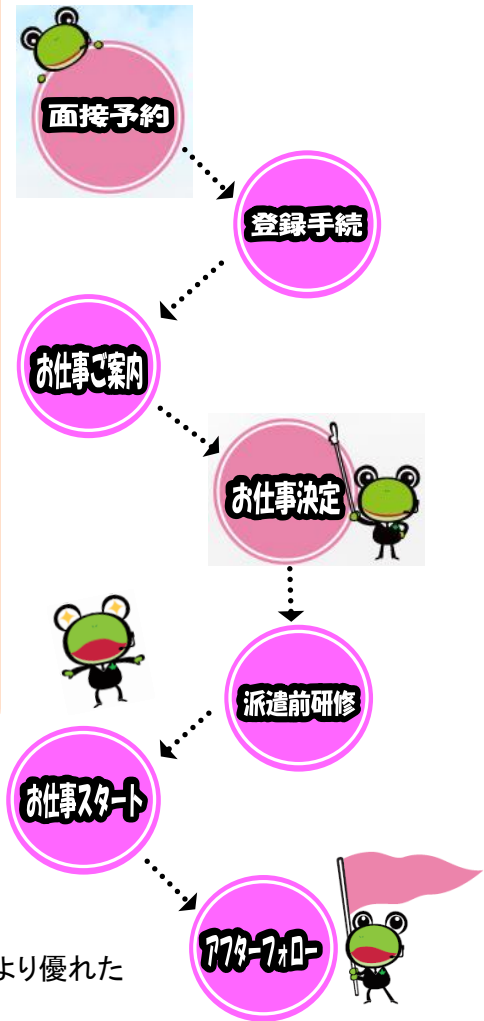 面接予約
登録手続
お仕事ご案内
お仕事決定
派遣前研修
お仕事スタート
アフターフォロー
より優れた